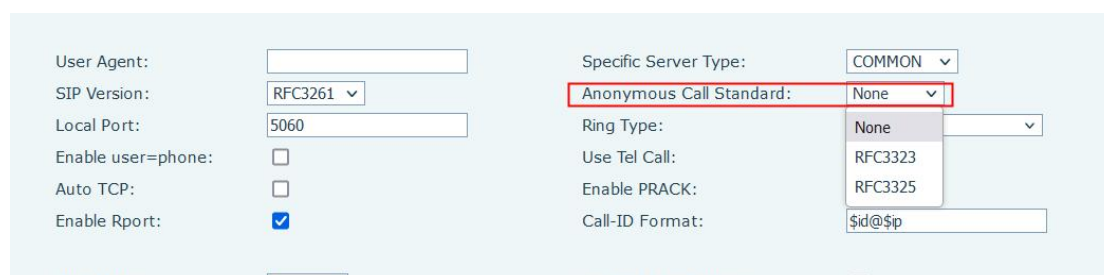 User Agent:
Specific Server Type: COMMON
SIP Version: RFC3261
Anonymous Call Standard: None
Local Port: 5060
Ring Type:
None
Enable user=phone:
Use Tel Call:
RFC3323
Auto TCP:
Enable PRACK:
RFC3325
Enable Rport:
Call-ID Format: $id@$ip